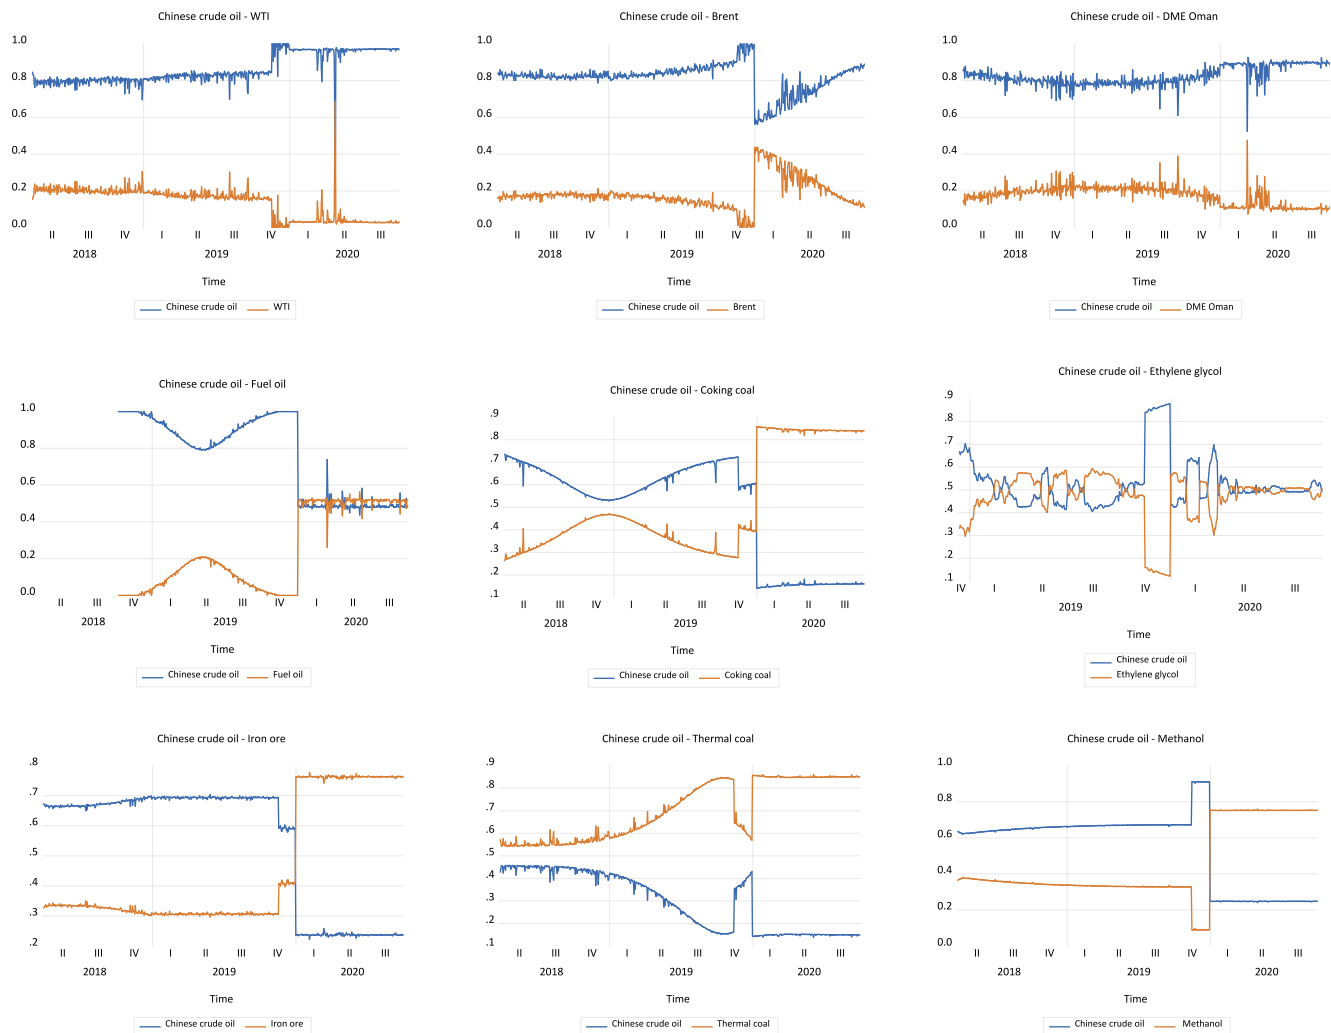 Chinese crude oil - WTI
1.0
0.8
0.6
0.4
0.2
0.0
II III IV I II III IV I II III
2018 2019 2020
Time
Chinese crude oil WTI
Chinese crude oil - Brent
1.0
0.8
0.6
0.4
0.2
0.0
II III IV I II III IV I II III
2018 2019 2020
Time
Chinese crude oil Brent
Chinese crude oil - DME Oman
1.0
0.8
0.6
0.4
0.2
0.0
II III IV I II III IV I II III
2018 2019 2020
Time
Chinese crude oil DME Oman
Chinese crude oil - Fuel oil
1.0
0.8
0.6
0.4
0.2
0.0
II III IV I II III IV I II III
2018 2019 2020
Time
Chinese crude oil Fuel oil
Chinese crude oil - Coking coal
.9
.8
.7
.6
.5
.4
.3
.2
.1
II III IV I II III IV I II III
2018 2019 2020
Time
Chinese crude oil Coking coal
Chinese crude oil - Ethylene glycol
.9
.8
.7
.6
.5
.4
.3
.2
.1
IV I II III IV I II III
2019 2020
Time
Chinese crude oil
Ethylene glycol
Chinese crude oil - Iron ore
.8
.7
.6
.5
.4
.3
.2
II III IV I II III IV I II III
2018 2019 2020
Time
Chinese crude oil Iron ore
Chinese crude oil - Thermal coal
.9
.8
.7
.6
.5
.4
.3
.2
.1
II III IV I II III IV I II III
2018 2019 2020
Time
Chinese crude oil Thermal coal
Chinese crude oil - Methanol
1.0
0.8
0.6
0.4
0.2
0.0
II III IV I II III IV I II III
2018 2019 2020
Time
Chinese crude oil Methanol